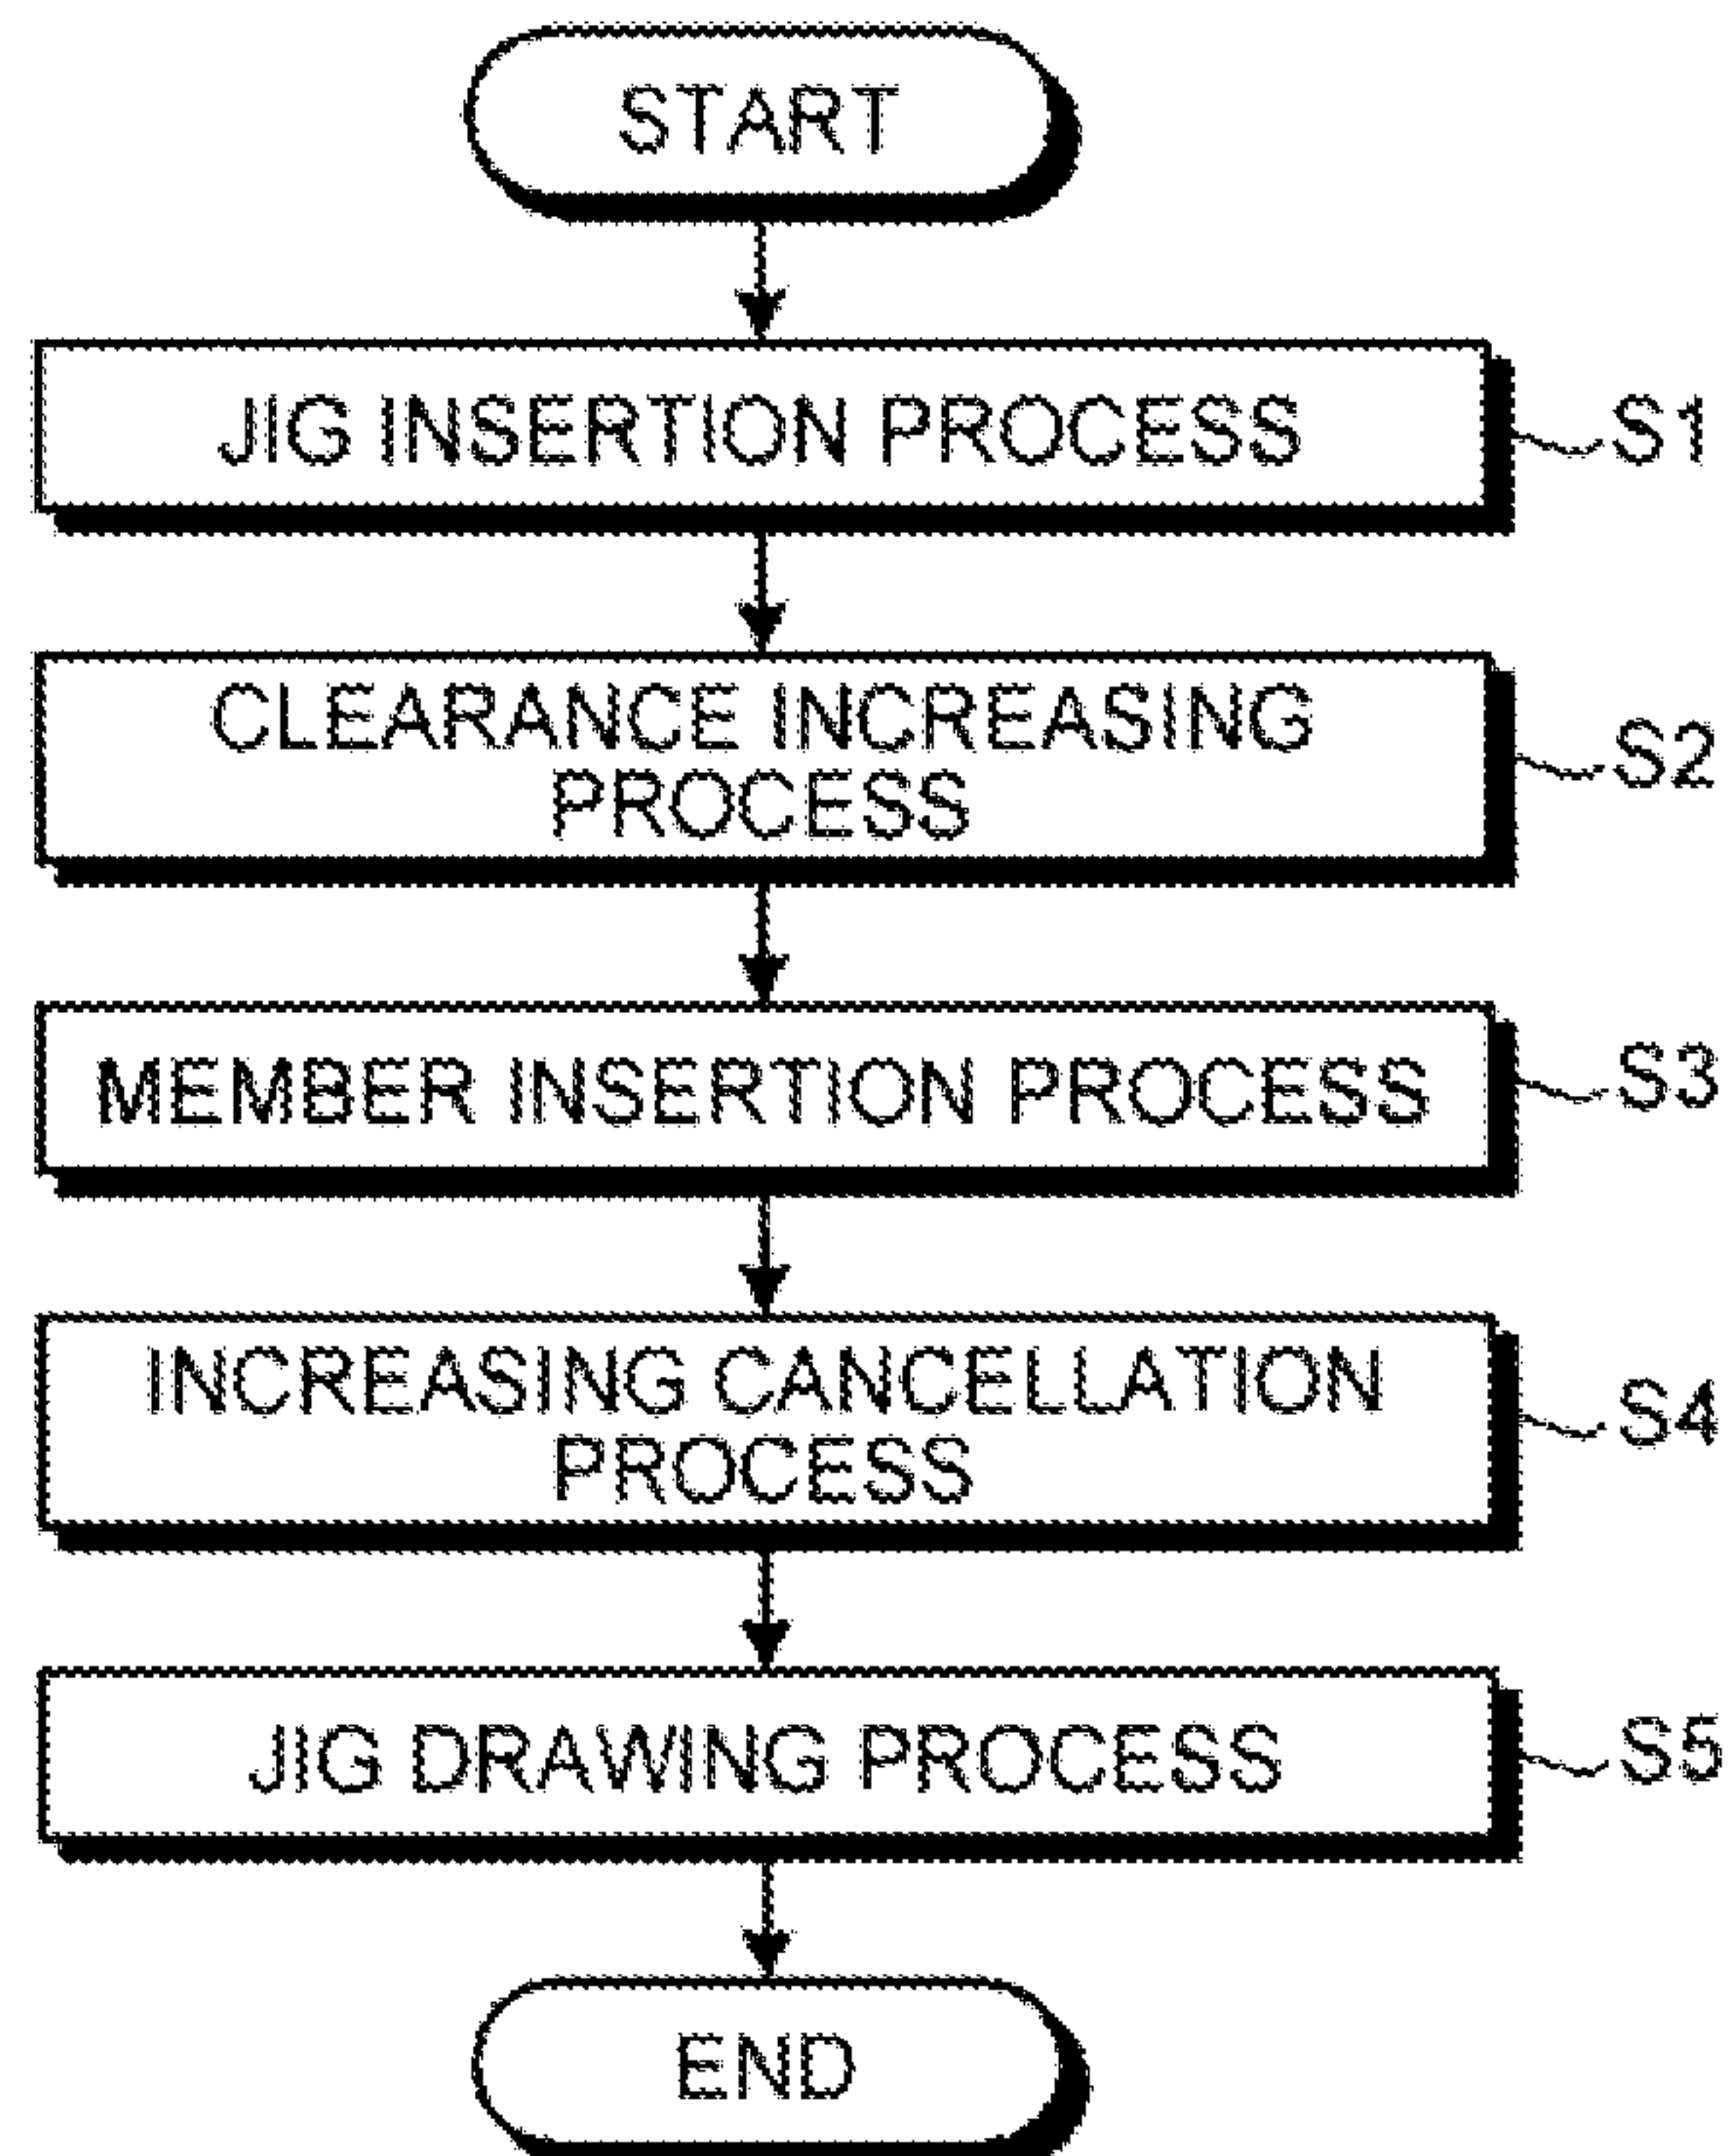 START
JIG INSERTION PROCESS
S1
CLEARANCE INCREASING
PROCESS
S2
MEMBER INSERTION PROCESS
S3
INCREASING CANCELLATION
PROCESS
S4
JIG DRAWING PROCESS
S5
END